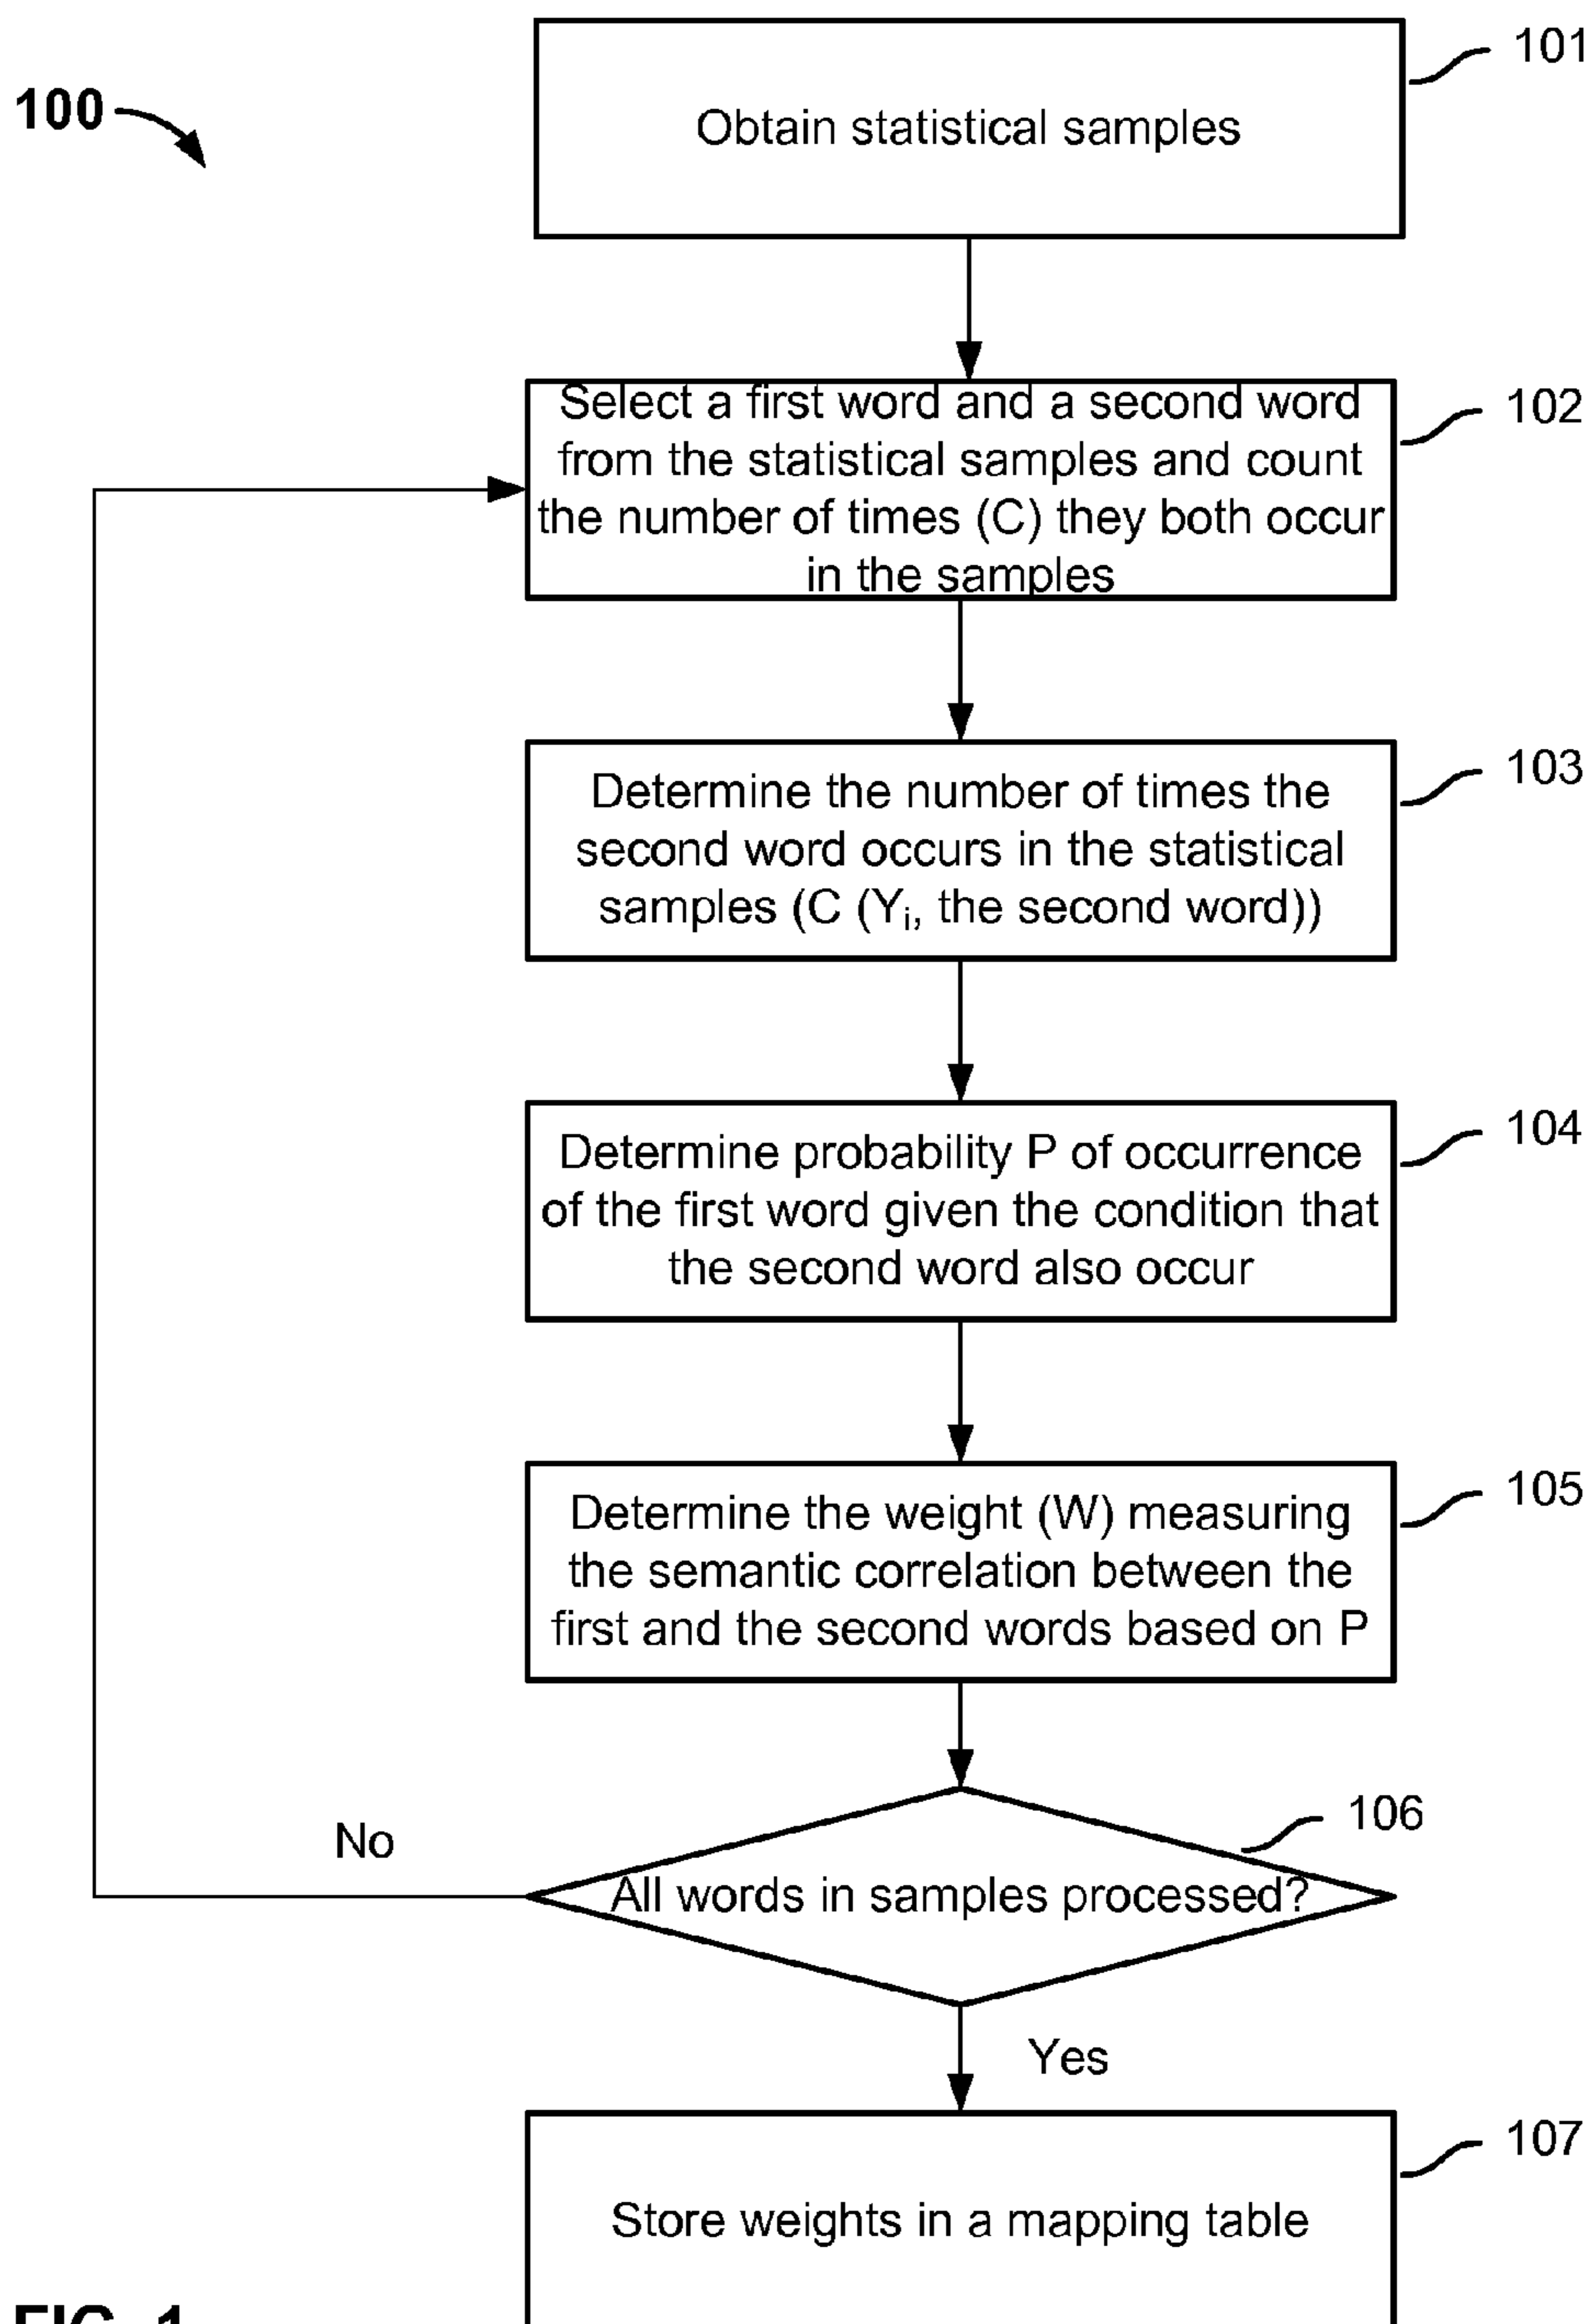 100
101
Obtain statistical samples
102
Select a first word and a second word
from the statistical samples and count
the number of times (C) they both occur
in the samples
103
Determine the number of times the
second word occurs in the statistical
samples (C (Yᵢ, the second word))
104
Determine probability P of occurrence
of the first word given the condition that
the second word also occur
105
Determine the weight (W) measuring
the semantic correlation between the
first and the second words based on P
106
No
All words in samples processed?
Yes
107
Store weights in a mapping table
FIG. 1